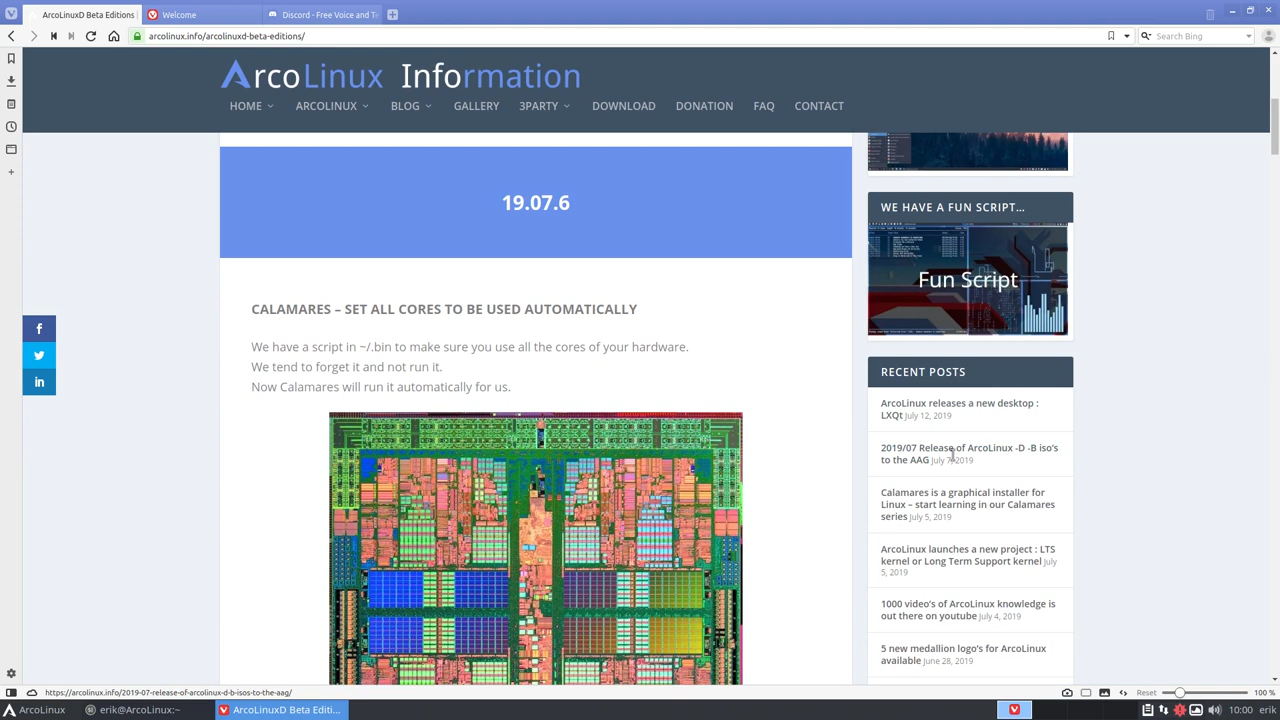 ArcoLinuxD Beta Editions |
Welcome
Discord - Free Voice and Te
arcolinux.info/arcolinuxd-beta-editions/
Search Bing
ArcoLinux Information
HOME ARCOLINUX BLOG GALLERY 3PARTY DOWNLOAD DONATION FAQ CONTACT
19.07.6
CALAMARES – SET ALL CORES TO BE USED AUTOMATICALLY
We have a script in ~/.bin to make sure you use all the cores of your hardware.
We tend to forget it and not run it.
Now Calamares will run it automatically for us.
WE HAVE A FUN SCRIPT...
Fun Script
RECENT POSTS
ArcoLinux releases a new desktop :
LXQt July 12, 2019
2019/07 Release of ArcoLinux -D -B iso's
to the AAG July 7, 2019
Calamares is a graphical installer for
Linux – start learning in our Calamares
series July 5, 2019
ArcoLinux launches a new project : LTS
kernel or Long Term Support kernel July
5, 2019
1000 video's of ArcoLinux knowledge is
out there on youtube July 4, 2019
5 new medallion logo's for ArcoLinux
available June 28, 2019
https://arcolinux.info/2019-07-release-of-arcolinux-d-b-isos-to-the-aag/
Reset 100 %
ArcoLinux
erik@ArcoLinux:~
ArcoLinuxD Beta Editi...
10:00 erik